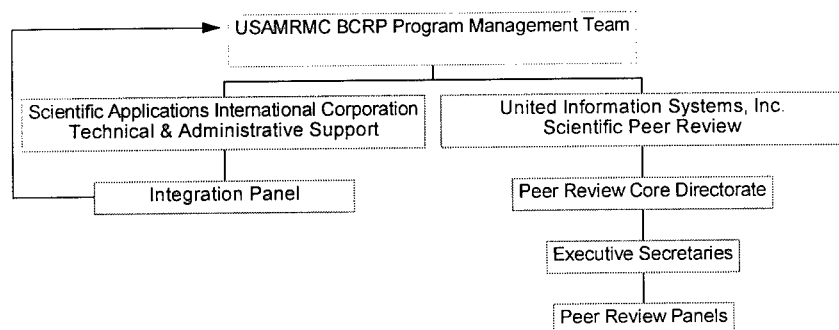 USAMRMC BCRP Program Management Team
Scientific Applications International Corporation
Technical & Administrative Support
United Information Systems, Inc.
Scientific Peer Review
Integration Panel
Peer Review Core Directorate
Executive Secretaries
Peer Review Panels